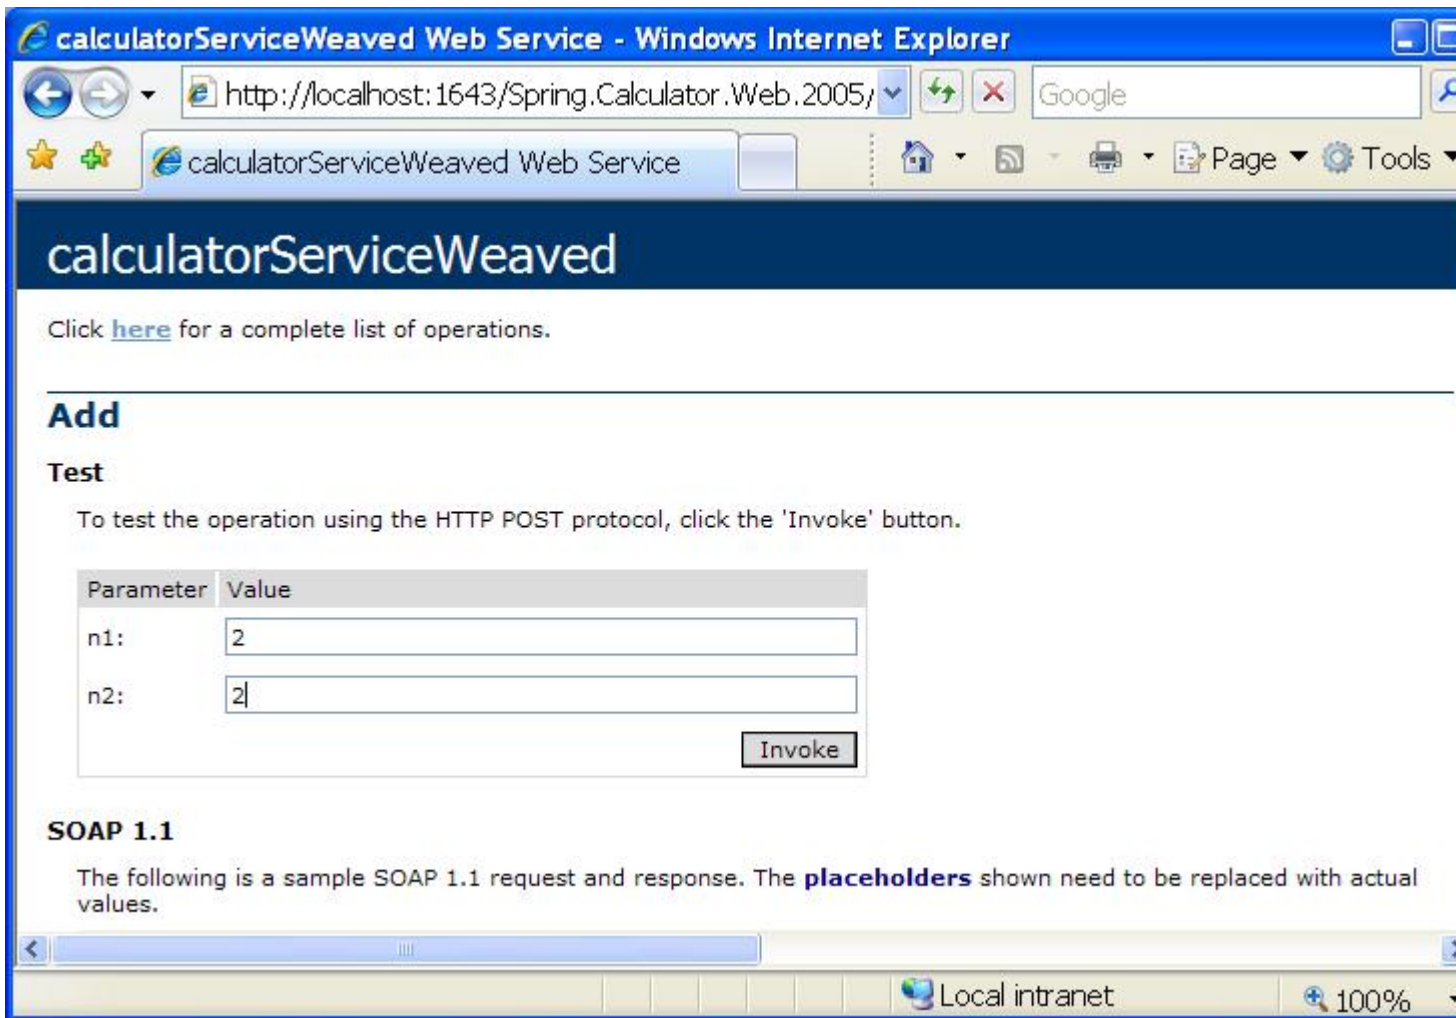 calculatorServiceWeaved Web Service - Windows Internet Explorer
http://localhost:1643/Spring.Calculator.Web.2005/
Google
calculatorServiceWeaved Web Service
Page
Tools
calculatorServiceWeaved
Click here for a complete list of operations.
Add
Test
To test the operation using the HTTP POST protocol, click the 'Invoke' button.
Parameter Value
n1: 2
n2: 2
Invoke
SOAP 1.1
The following is a sample SOAP 1.1 request and response. The placeholders shown need to be replaced with actual
values.
Local intranet
100%